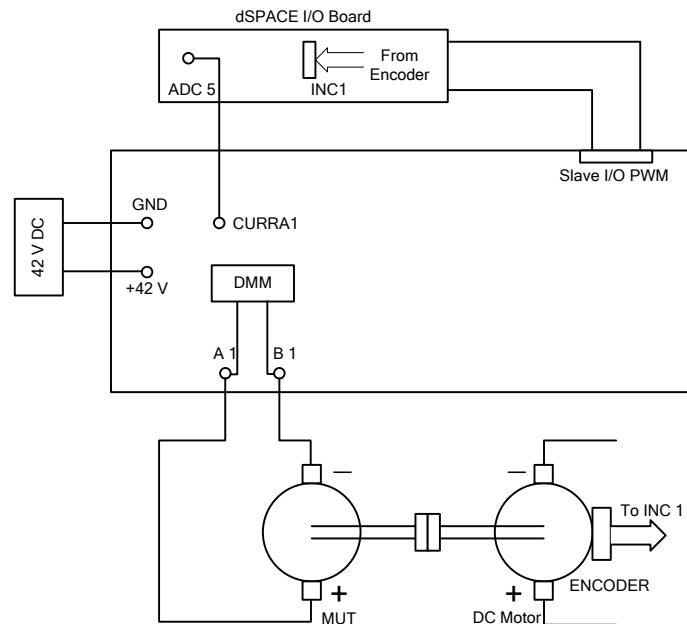 dSPACE I/O Board
From
Encoder
ADC 5
INC1
Slave I/O PWM
42 V DC
GND
+42 V
CURRA1
DMM
A 1
B 1
–
–
To INC 1
ENCODER
+
MUT
+
DC Motor